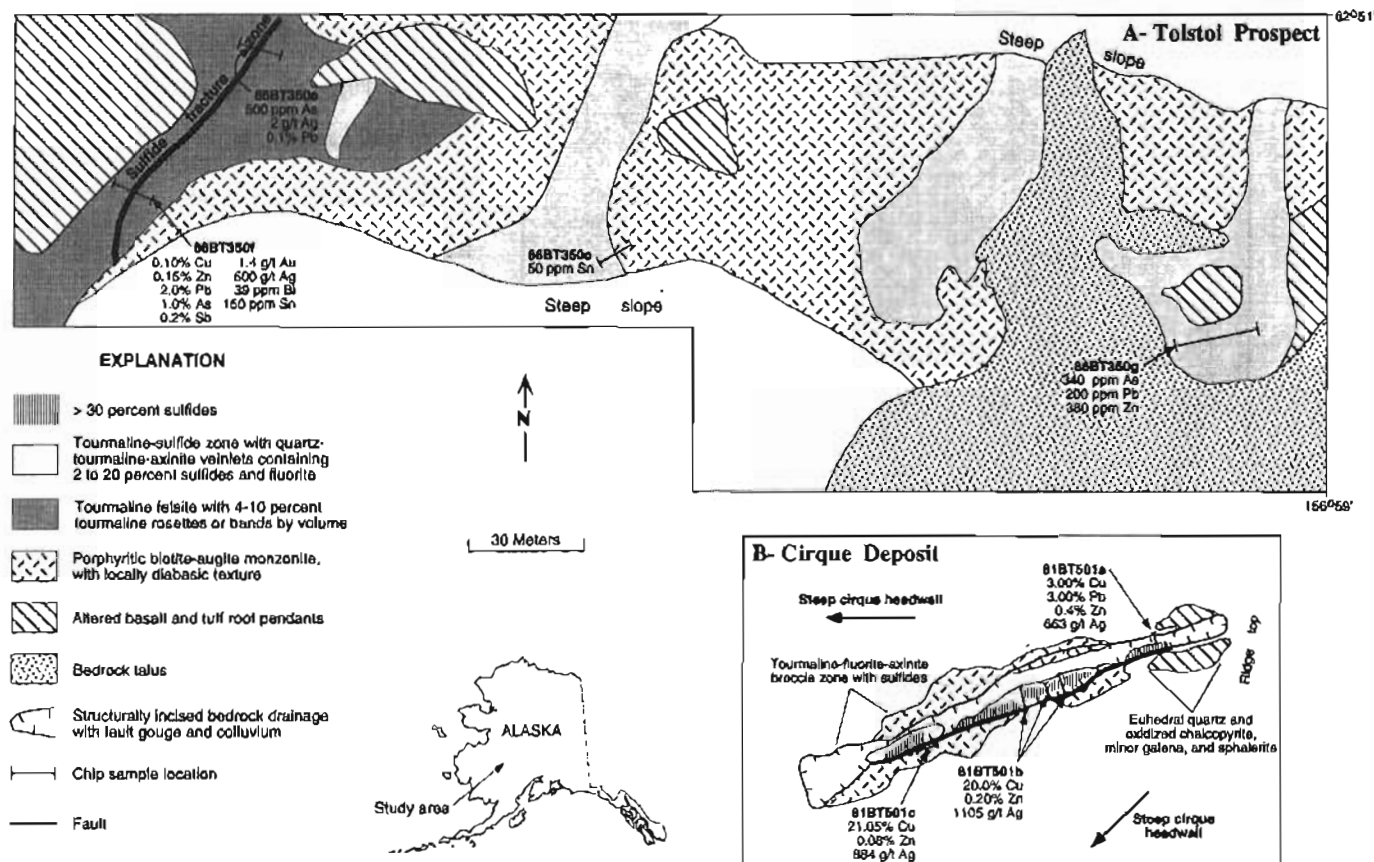 62°51'
A- Tolstol Prospect
Steep
slope
Sulfide fracture zone
500 ppm As
2 g/t Ag
0.1% Pb
86BT350f
0.10% Cu 1.4 g/t Au
0.15% Zn 600 g/t Ag
2.0% Pb 39 ppm Bi
1.0% As 150 ppm Sn
0.2% Sb
50 ppm Sn
Steep slope
86BT350g
340 ppm As
200 ppm Pb
380 ppm Zn
156°59'
EXPLANATION
> 30 percent sulfides
Tourmaline-sulfide zone with quartz-
tourmaline-axinite veinlets containing
2 to 20 percent sulfides and fluorite
Tourmaline felsite with 4-10 percent
tourmaline rosettes or bands by volume
Porphyritic biotite-augite monzonite,
with locally diabasic texture
Altered basalt and tuff roof pendants
Bedrock talus
Structurally incised bedrock drainage
with fault gouge and colluvium
Chip sample location
Fault
N
30 Meters
ALASKA
Study area
B- Cirque Deposit
Steep cirque headwall
81BT501a
3.00% Cu
3.00% Pb
0.4% Zn
663 g/t Ag
Ridge top
Tourmaline-fluorite-axinite
breccia zone with sulfides
Euhedral quartz and
oxidized chalcopyrite,
minor galena, and sphalerite
81BT501b
20.0% Cu
0.20% Zn
1105 g/t Ag
81BT501c
21.05% Cu
0.08% Zn
884 g/t Ag
Steep cirque
headwall